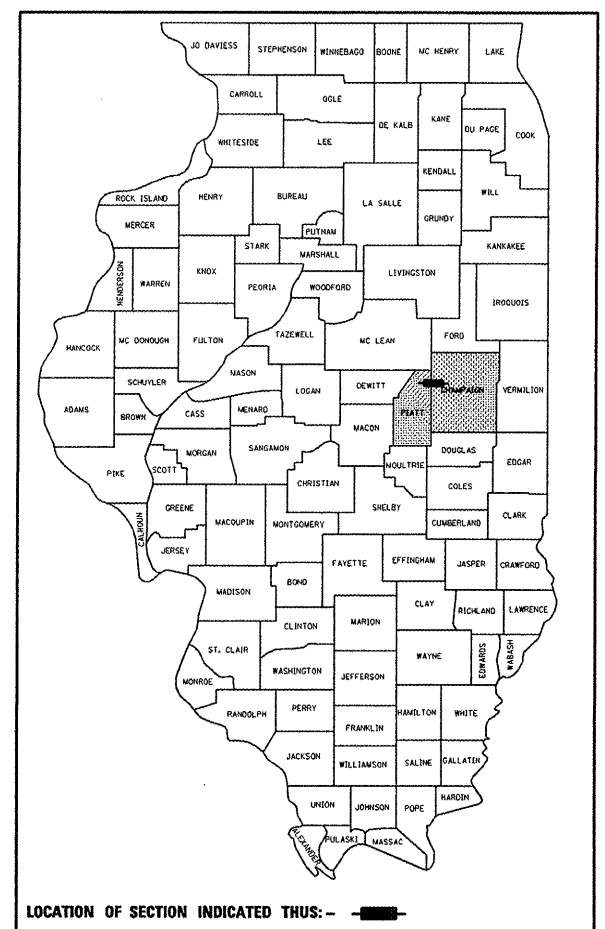 JO DAVIESS STEPHENSON WINNEBAGO BOONE MC HENRY LAKE
CARROLL OGLE DE KALB KANE DU PAGE COOK
WHITESIDE LEE
KENDALL WILL
ROCK ISLAND HENRY BUREAU LA SALLE GRUNDY
MERCER PUTNAM
STARK MARSHALL KANKAKEE
HENDERSON WARREN KNOX PEORIA WOODFORD LIVINGSTON IROQUOIS
HANCOCK MC DONOUGH FULTON TAZEWELL MC LEAN FORD
SCHUYLER MASON LOGAN DEWITT PIATT CHAMPAIGN VERMILION
ADAMS BROWN CASS MENARD MACON
PIKE SCOTT MORGAN SANGAMON CHRISTIAN MOULTRIE DOUGLAS EDGAR
COLES
CALHOUN GREENE MACOUPIN MONTGOMERY SHELBY CUMBERLAND CLARK
JERSEY
MADISON BOND FAYETTE EFFINGHAM JASPER CRAWFORD
CLINTON MARION CLAY RICHLAND LAWRENCE
ST. CLAIR WASHINGTON JEFFERSON WAYNE EDWARDS WABASH
MONROE
RANDOLPH PERRY FRANKLIN HAMILTON WHITE
JACKSON WILLIAMSON SALINE GALLATIN
UNION JOHNSON POPE HARDIN
ALEXANDER PULASKI MASSAC
LOCATION OF SECTION INDICATED THUS: -